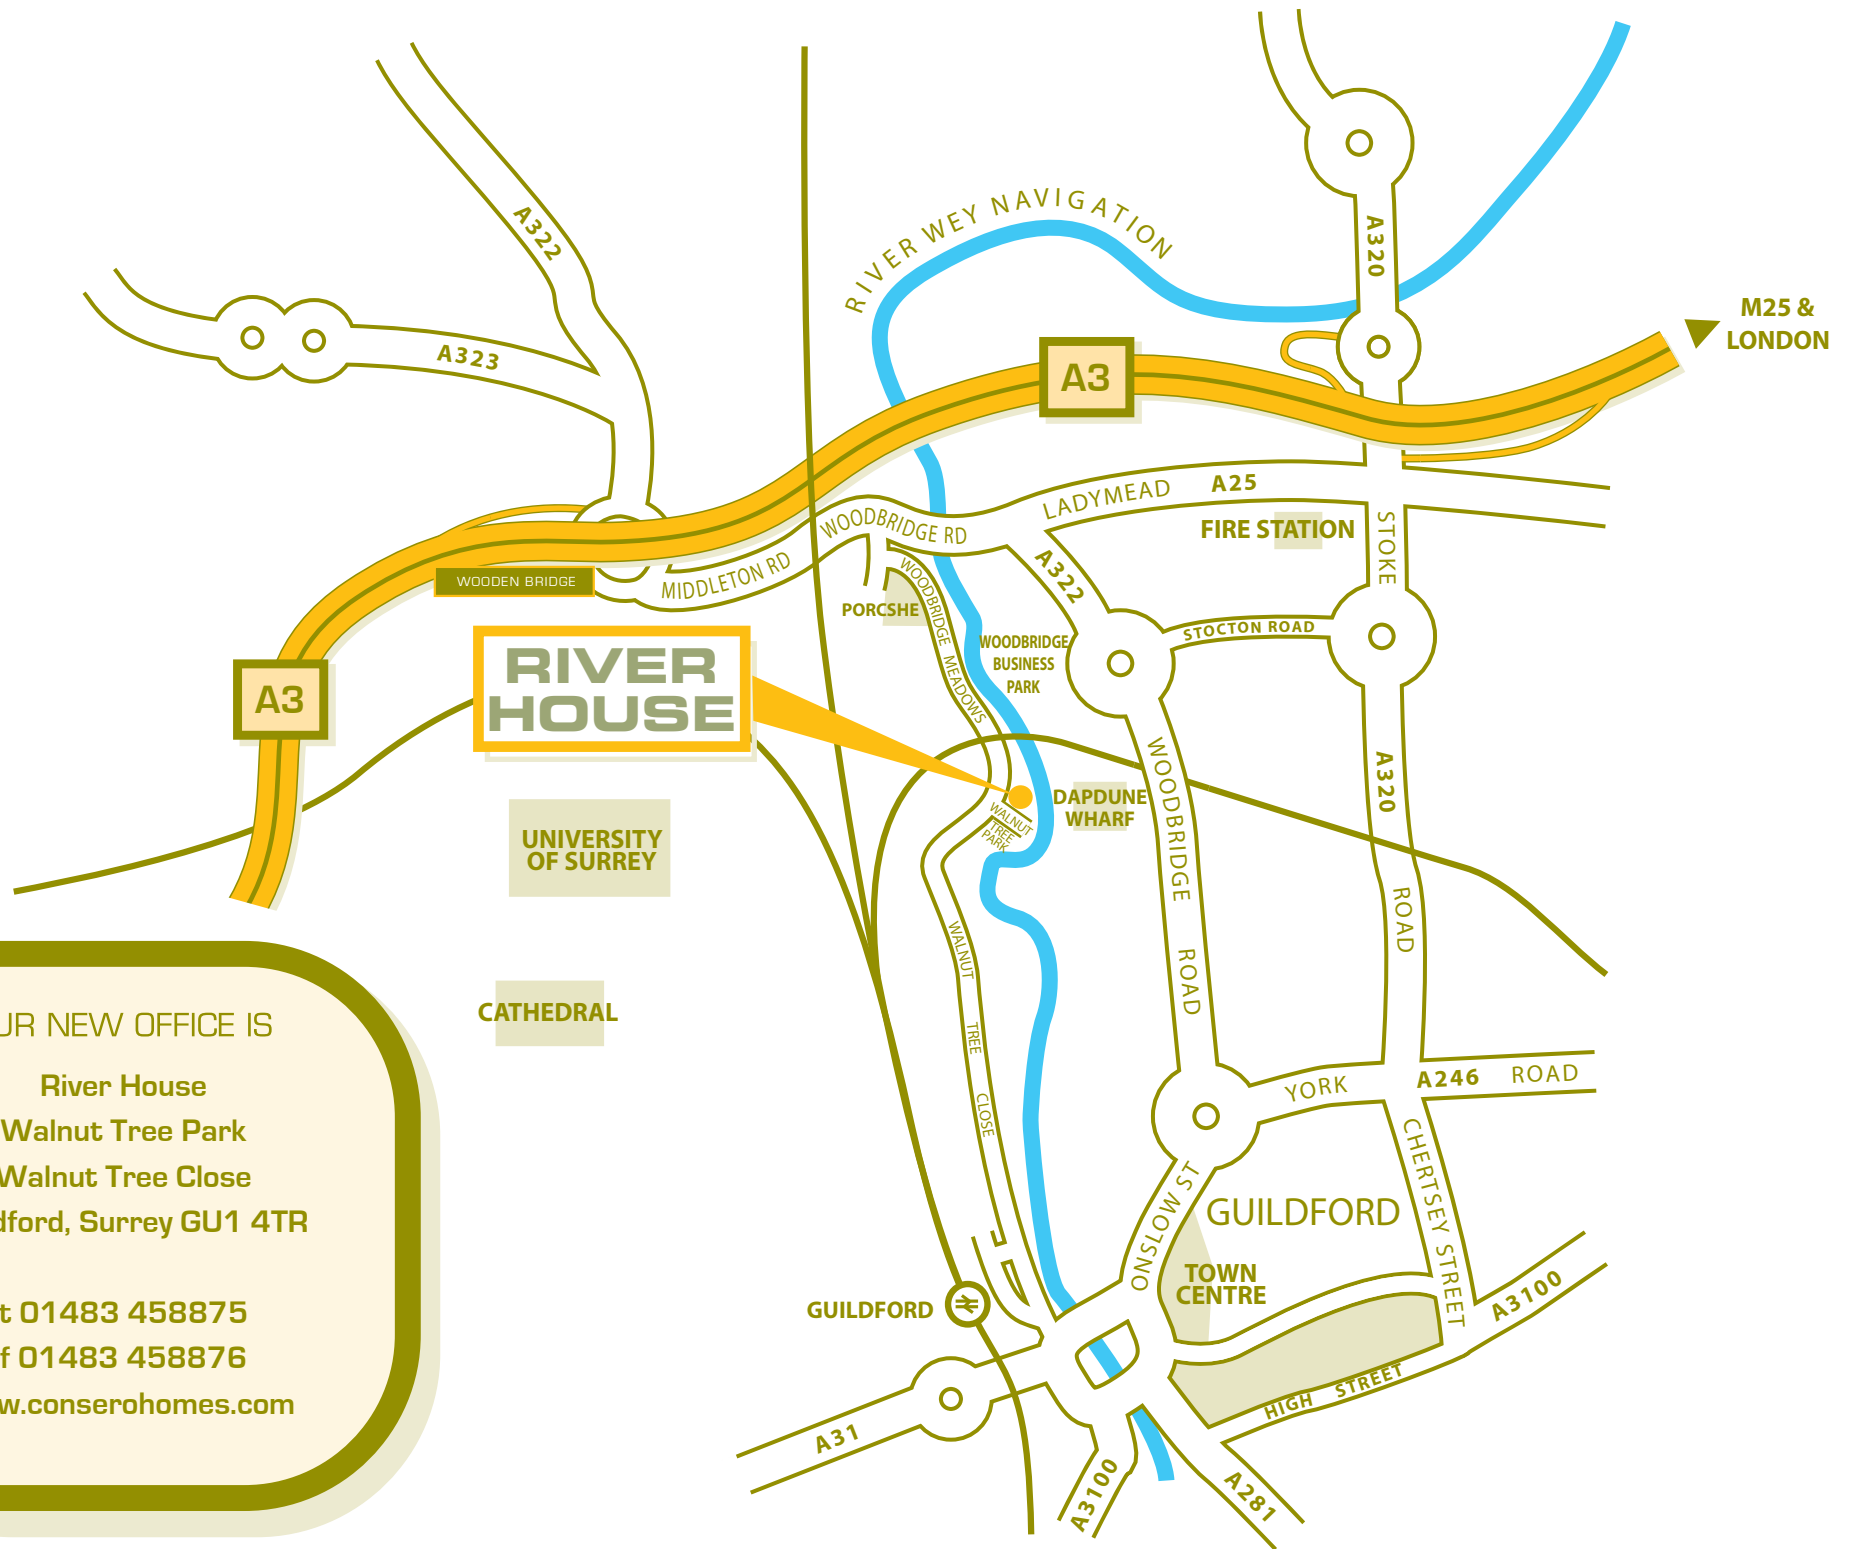 A322
A323
RIVER WEY NAVIGATION
A320
M25 &
LONDON
A3
LADYMEAD A25
FIRE STATION
WOODBRIDGE RD
MIDDLETON RD
WOODEN BRIDGE
A322
STOKE
PORCSHE
WOODBRIDGE MEADOWS
STOCTON ROAD
WOODBRIDGE
BUSINESS
PARK
RIVER
HOUSE
A3
DAPDUNE
WHARF
WALNUT
TREE
PARK
WOODBRIDGE ROAD
A320
ROAD
UNIVERSITY
OF SURREY
CATHEDRAL
WALNUT TREE CLOSE
YORK A246 ROAD
CHERTSEY STREET
ONSLOW ST
GUILDFORD
TOWN
CENTRE
GUILDFORD
A3100
HIGH STREET
A31
A3100
A281
UR NEW OFFICE IS
River House
Walnut Tree Park
Walnut Tree Close
dford, Surrey GU1 4TR
t 01483 458875
f 01483 458876
w.conserohomes.com